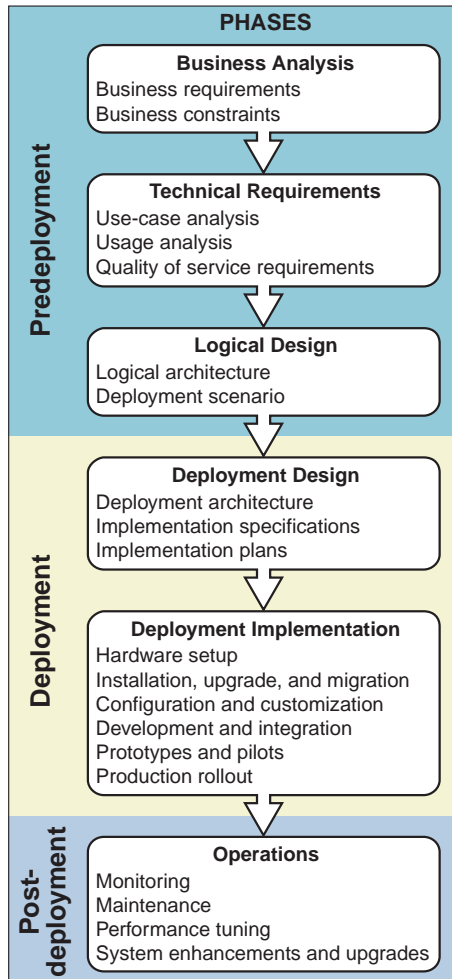 PHASES
Predeployment
Business Analysis
Business requirements
Business constraints
Technical Requirements
Use-case analysis
Usage analysis
Quality of service requirements
Logical Design
Logical architecture
Deployment scenario
Deployment
Deployment Design
Deployment architecture
Implementation specifications
Implementation plans
Deployment Implementation
Hardware setup
Installation, upgrade, and migration
Configuration and customization
Development and integration
Prototypes and pilots
Production rollout
Post-
deployment
Operations
Monitoring
Maintenance
Performance tuning
System enhancements and upgrades